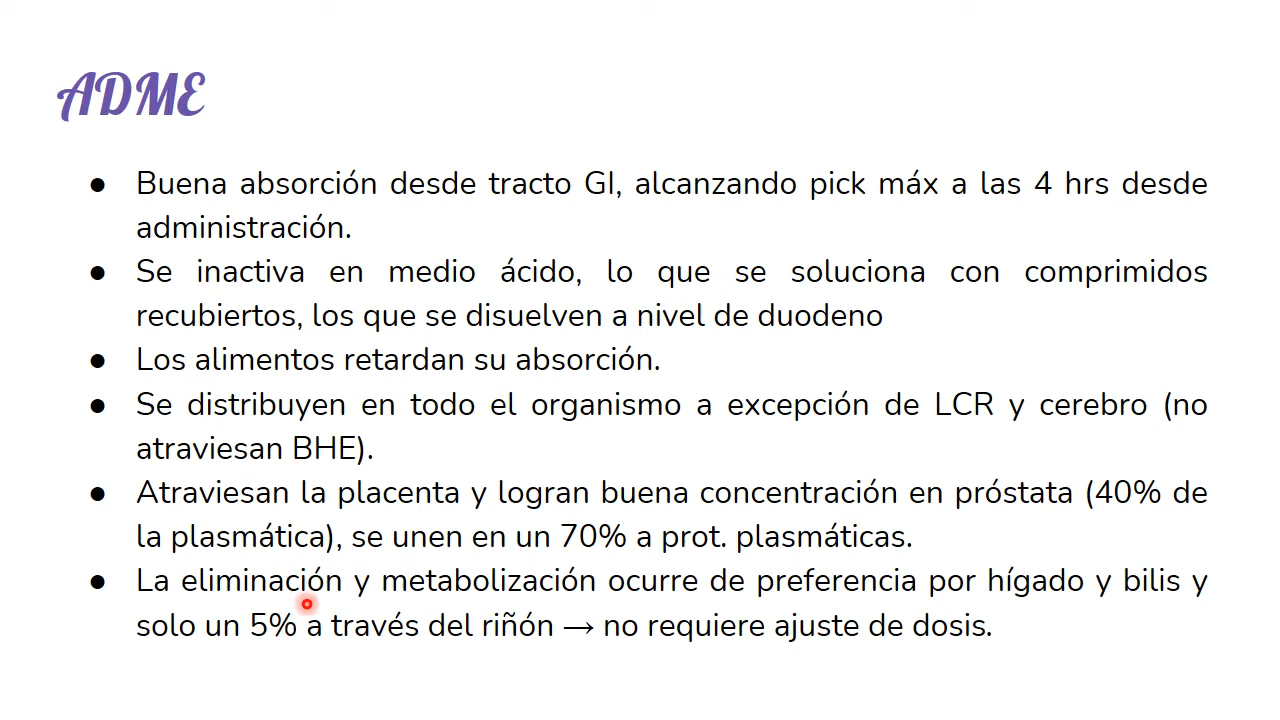 ADME
● Buena absorción desde tracto GI, alcanzando pick máx a las 4 hrs desde
administración.
● Se inactiva en medio ácido, lo que se soluciona con comprimidos
recubiertos, los que se disuelven a nivel de duodeno
● Los alimentos retardan su absorción.
● Se distribuyen en todo el organismo a excepción de LCR y cerebro (no
atraviesan BHE).
● Atraviesan la placenta y logran buena concentración en próstata (40% de
la plasmática), se unen en un 70% a prot. plasmáticas.
● La eliminación y metabolización ocurre de preferencia por hígado y bilis y
solo un 5% a través del riñón → no requiere ajuste de dosis.